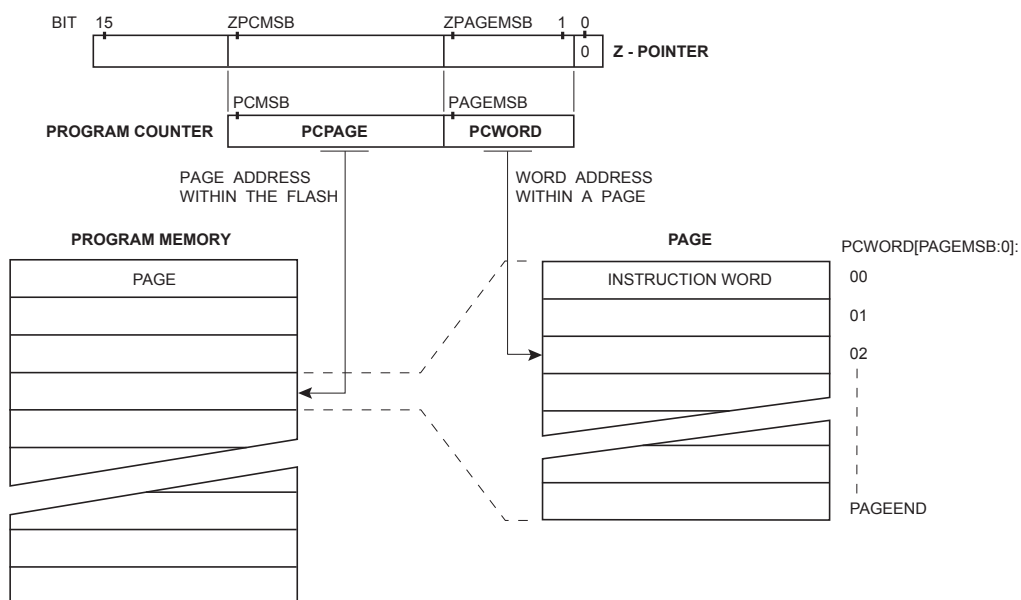 BIT 15 ZPCMSB ZPAGEMSB 1 0
0 Z - POINTER
PCMSB PAGEMSB
PROGRAM COUNTER PCPAGE PCWORD
PAGE ADDRESS
WITHIN THE FLASH
WORD ADDRESS
WITHIN A PAGE
PROGRAM MEMORY
PAGE
PAGE
PCWORD[PAGEMSB:0]:
INSTRUCTION WORD
00
01
02
PAGEEND